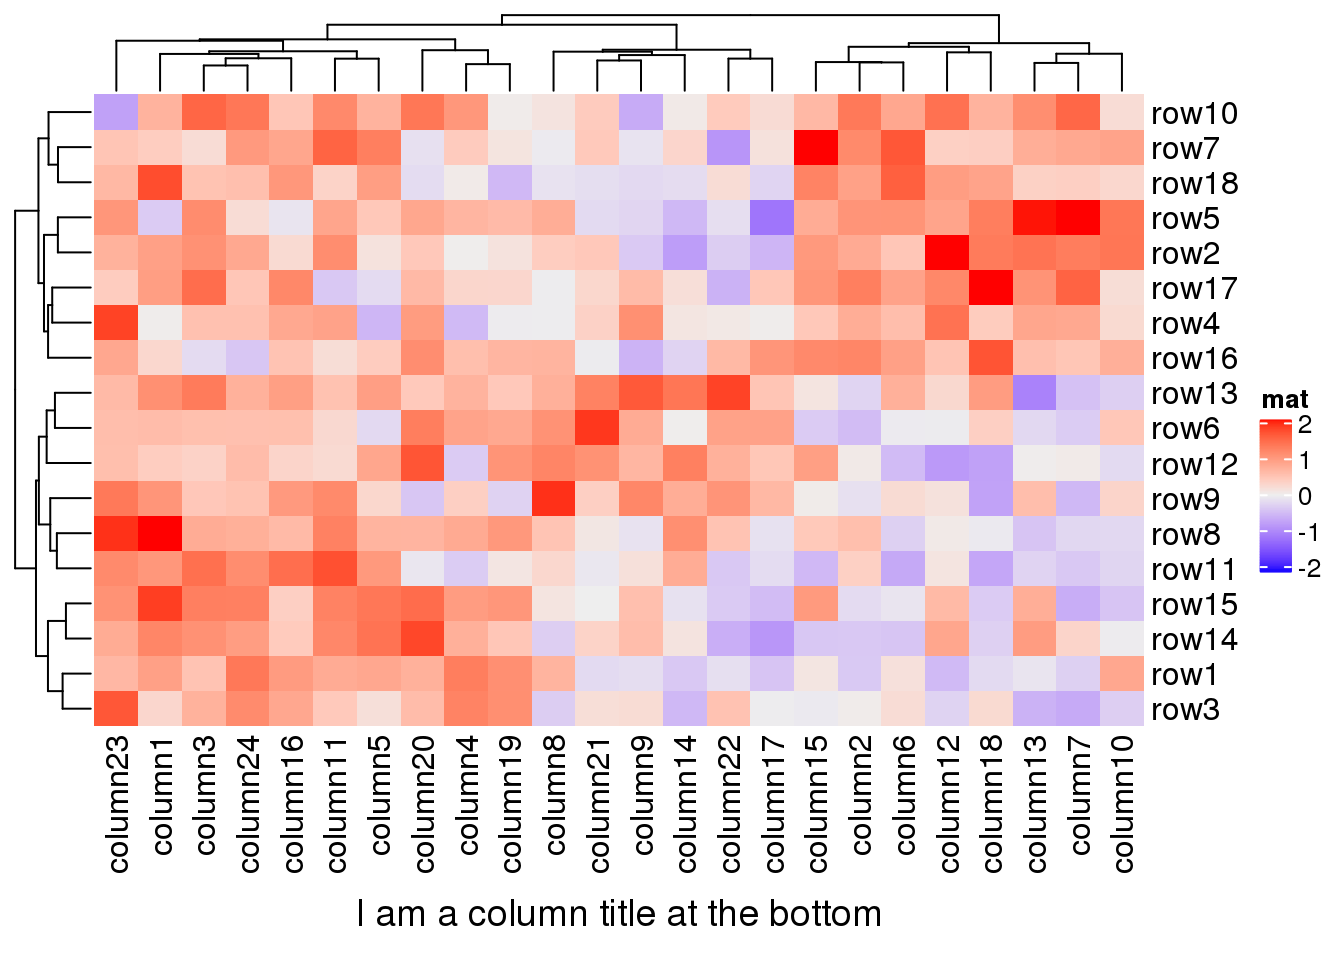 row10
row7
row18
row5
row2
row17
row4
row16
row13
row6
row12
row9
row8
row11
row15
row14
row1
row3
mat
2
1
0
-1
-2
column23
column1
column3
column24
column16
column11
column5
column20
column4
column19
column8
column21
column9
column14
column22
column17
column15
column2
column6
column12
column18
column13
column7
column10
I am a column title at the bottom